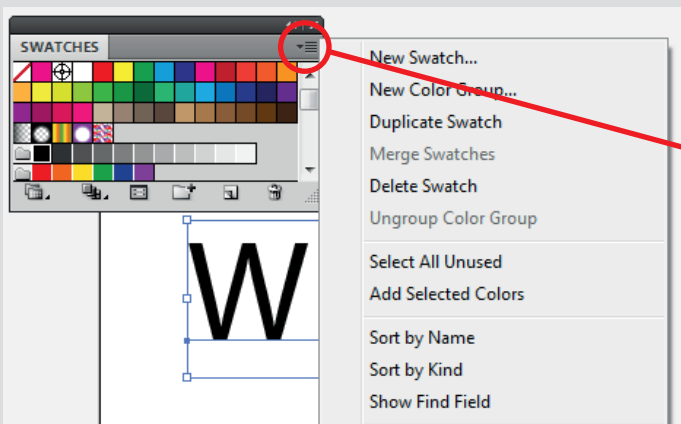 SWATCHES
New Swatch...
New Color Group...
Duplicate Swatch
Merge Swatches
Delete Swatch
Ungroup Color Group
Select All Unused
Add Selected Colors
Sort by Name
Sort by Kind
Show Find Field
W